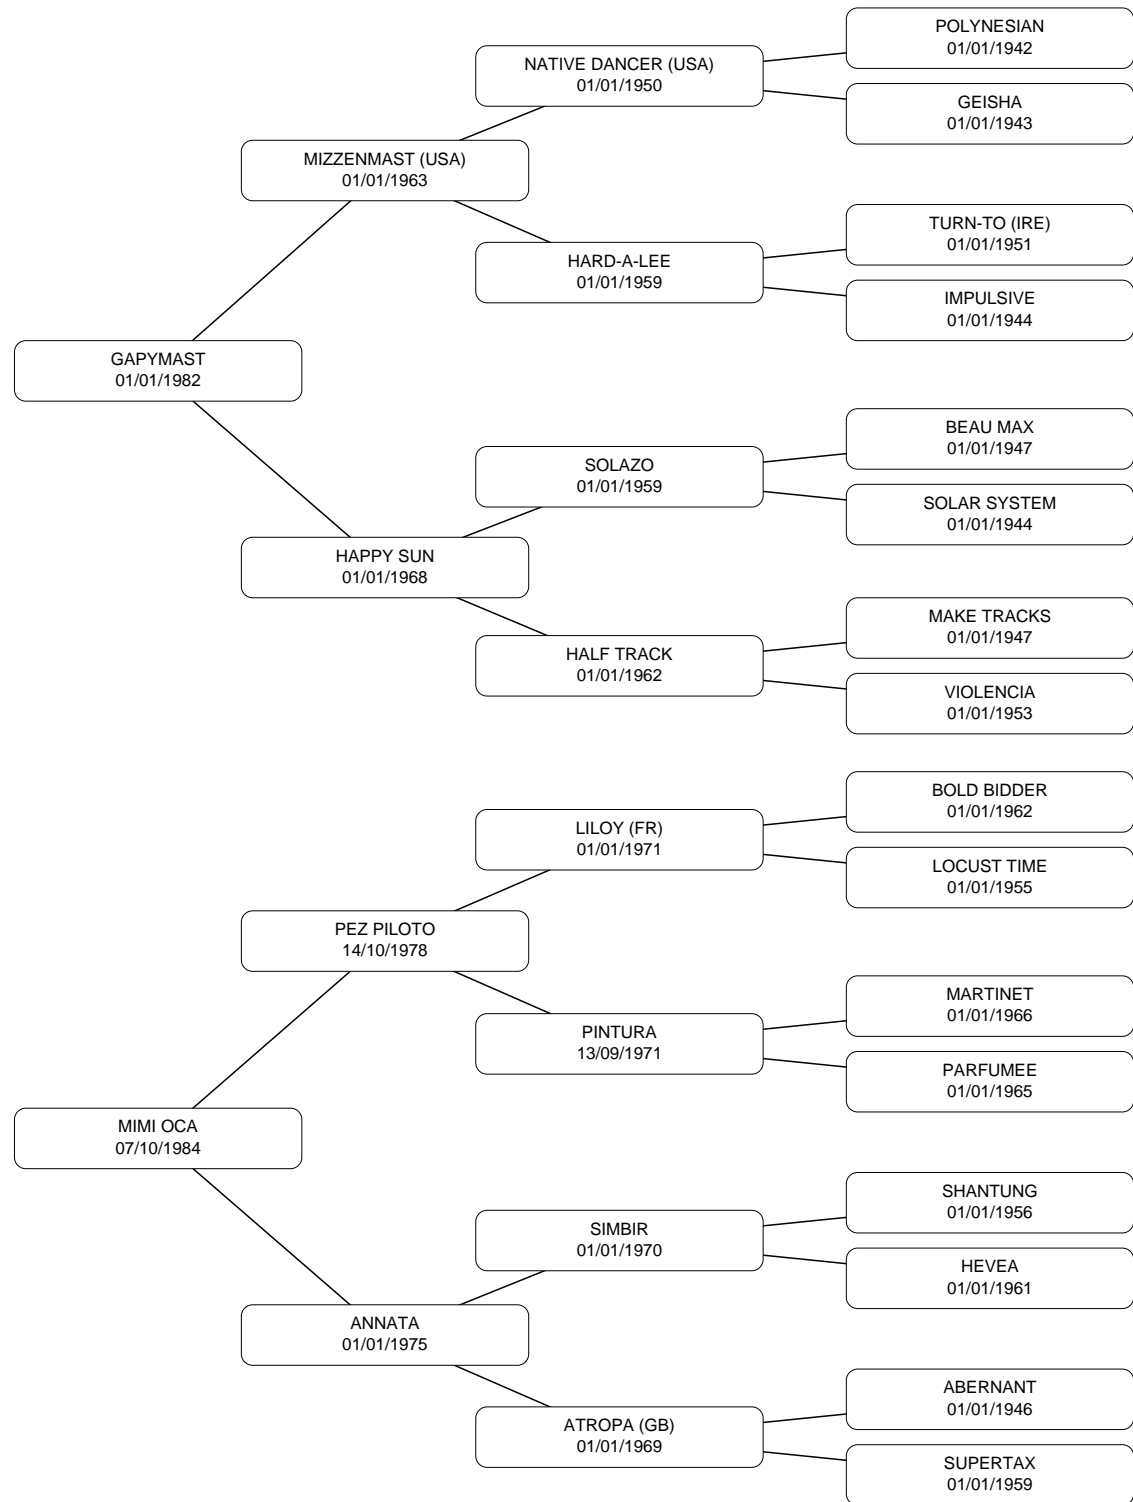 POLYNESIAN
01/01/1942
NATIVE DANCER (USA)
01/01/1950
GEISHA
01/01/1943
MIZZENMAST (USA)
01/01/1963
TURN-TO (IRE)
01/01/1951
HARD-A-LEE
01/01/1959
IMPULSIVE
01/01/1944
GAPYMAST
01/01/1982
BEAU MAX
01/01/1947
SOLAZO
01/01/1959
SOLAR SYSTEM
01/01/1944
HAPPY SUN
01/01/1968
MAKE TRACKS
01/01/1947
HALF TRACK
01/01/1962
VIOLENCIA
01/01/1953
BOLD BIDDER
01/01/1962
LILOY (FR)
01/01/1971
LOCUST TIME
01/01/1955
PEZ PILOTO
14/10/1978
MARTINET
01/01/1966
PINTURA
13/09/1971
PARFUMEE
01/01/1965
MIMI OCA
07/10/1984
SHANTUNG
01/01/1956
SIMBIR
01/01/1970
HEVEA
01/01/1961
ANNATA
01/01/1975
ABERNANT
01/01/1946
ATROPA (GB)
01/01/1969
SUPERTAX
01/01/1959